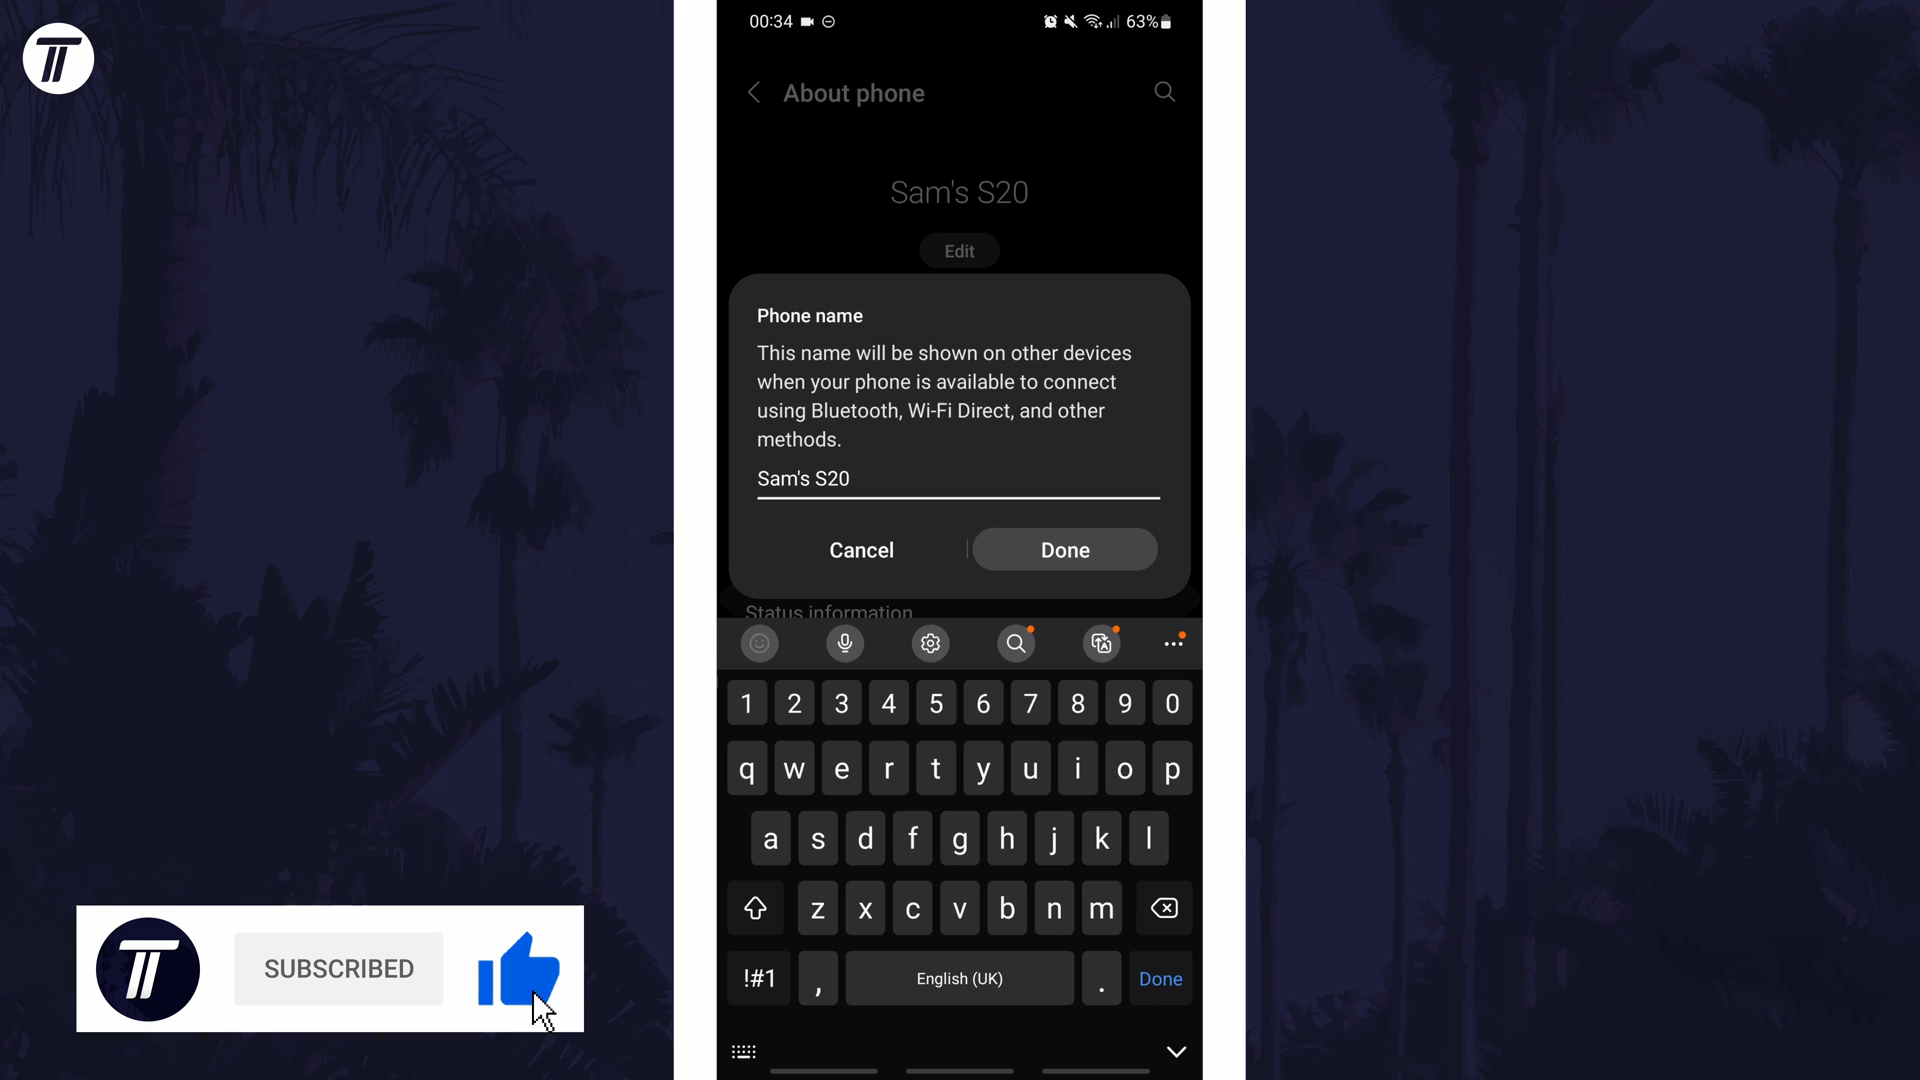 00:34
63%
About phone
Sam's S20
Edit
Phone name
This name will be shown on other devices
when your phone is available to connect
using Bluetooth, Wi-Fi Direct, and other
methods.
Sam's S20
Cancel
Done
Status information
1 2 3 4 5 6 7 8 9 0
q w e r t y u i o p
a s d f g h j k l
z x c v b n m
!#1 , English (UK) . Done
SUBSCRIBED